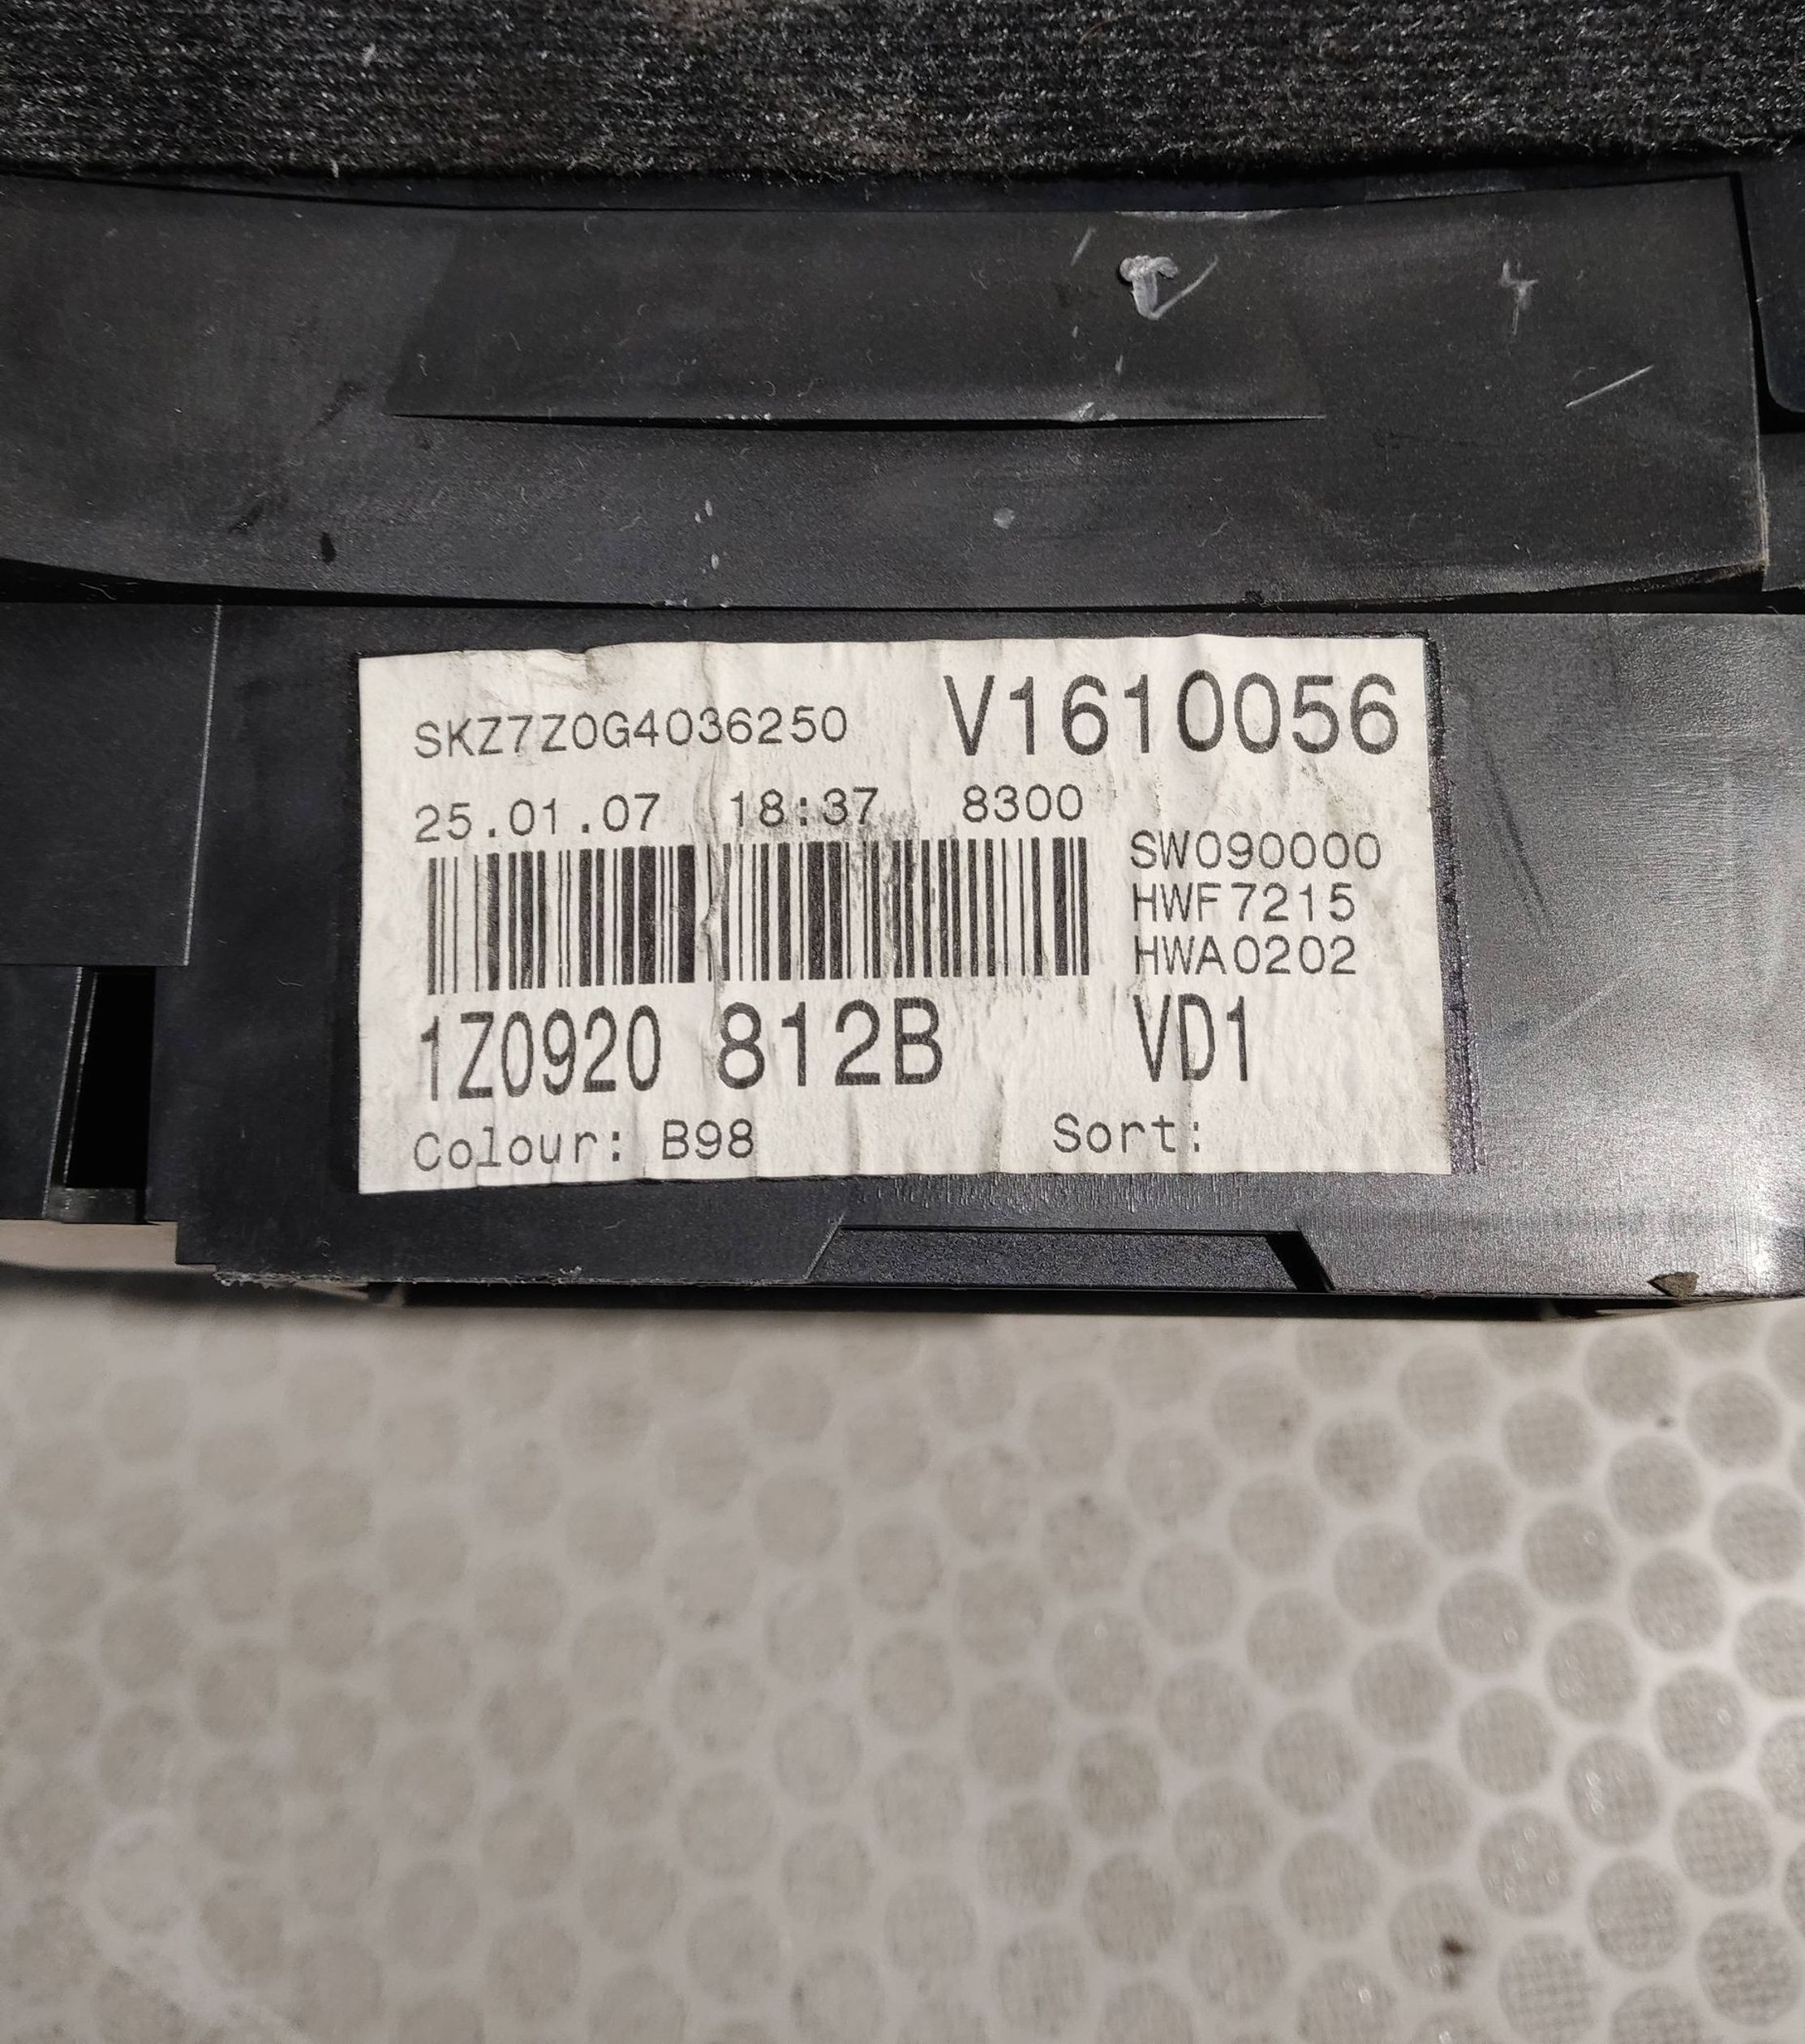 SKZ7Z0G4036250 V1610056
25.01.07 18:37 8300
SW090000
HWF7215
HWA0202
1Z0920 812B VD1
Colour: B98 Sort: